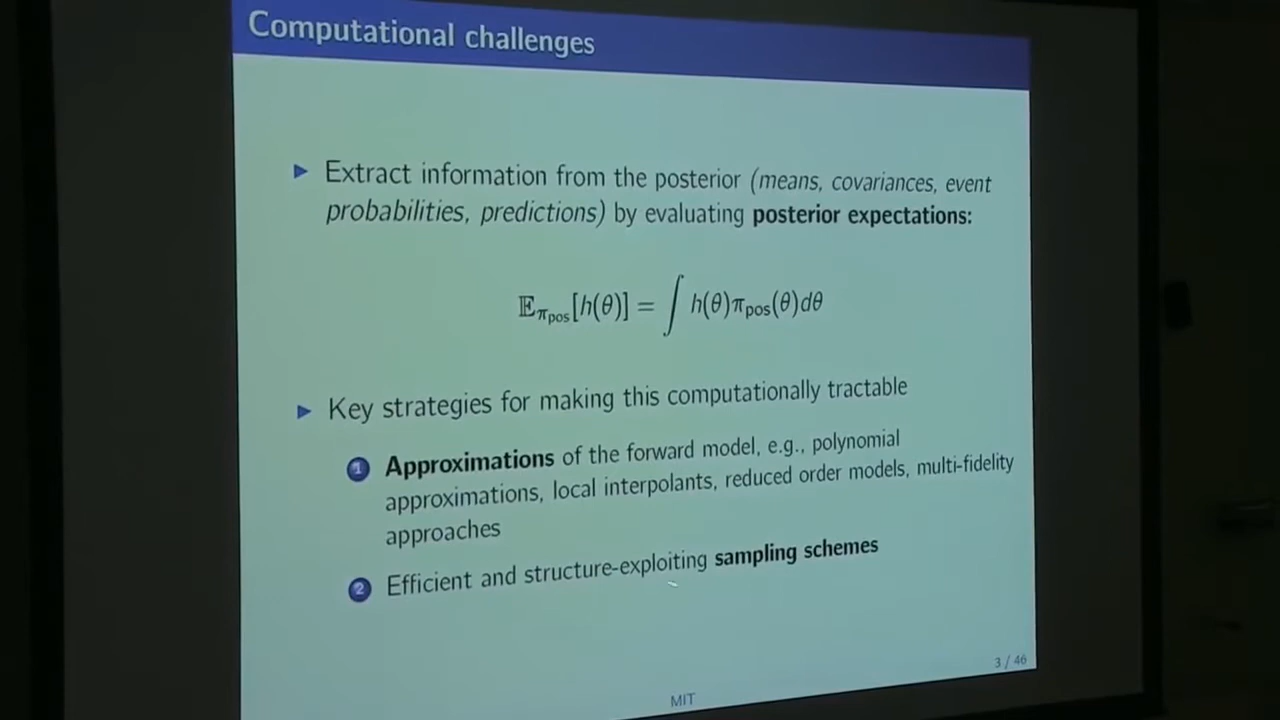 Computational challenges
Extract information from the posterior (means, covariances, event
probabilities, predictions) by evaluating posterior expectations:
𝔼π_pos[h(θ)] = ∫ h(θ)π_pos(θ)dθ
Key strategies for making this computationally tractable
1 Approximations of the forward model, e.g., polynomial
approximations, local interpolants, reduced order models, multi-fidelity
approaches
2 Efficient and structure-exploiting sampling schemes
3 / 46
MIT